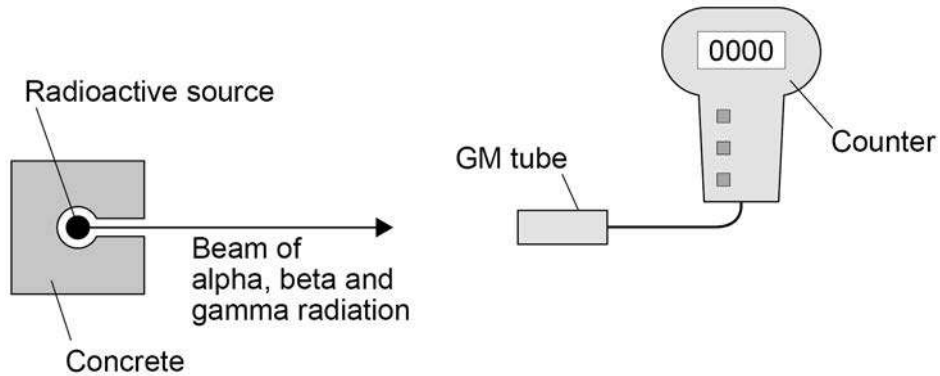 0000
Radioactive source
Counter
GM tube
Beam of
alpha, beta and
gamma radiation
Concrete